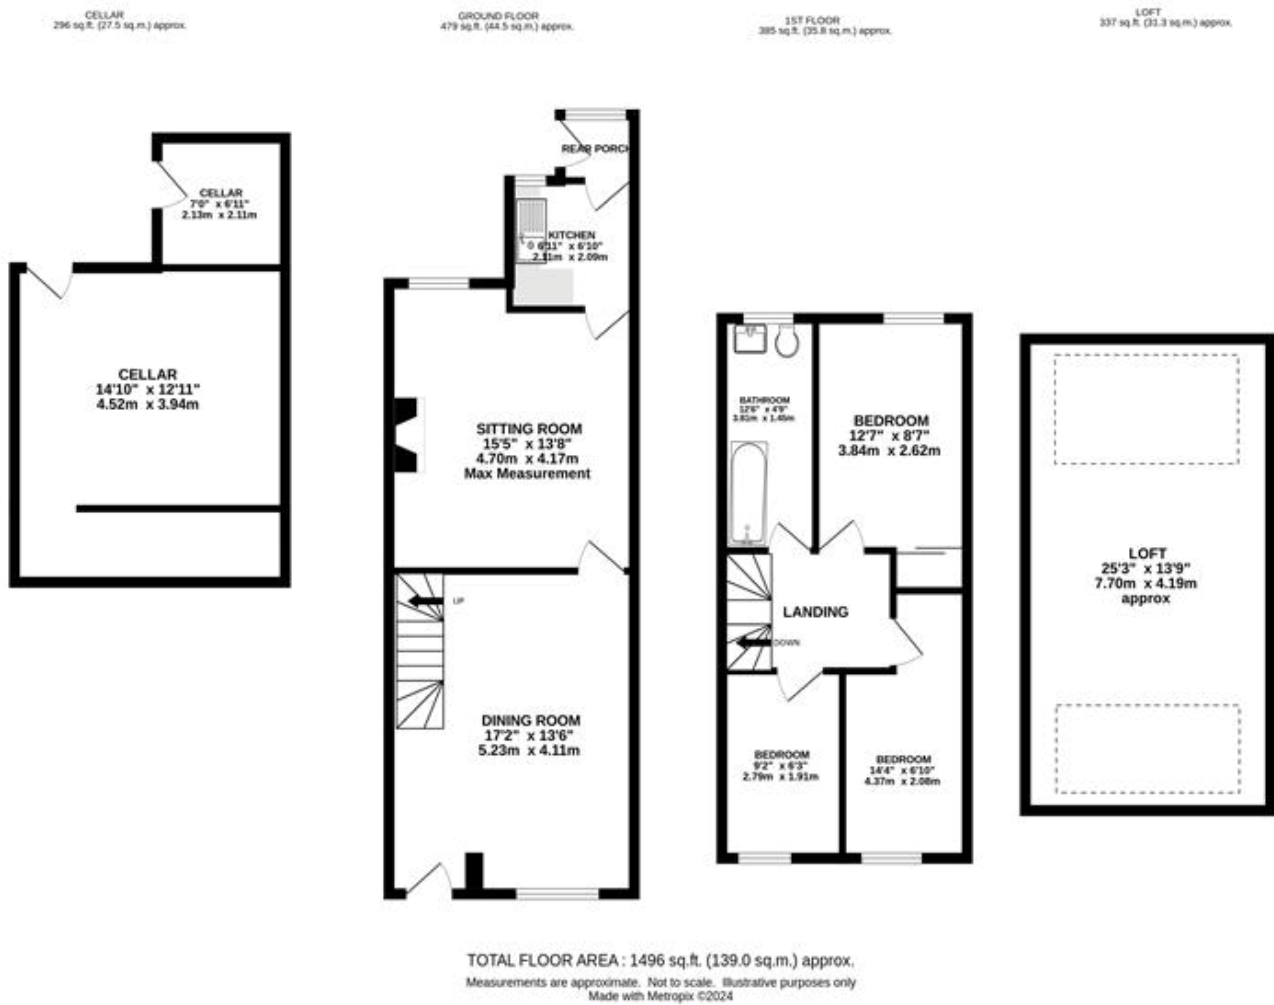 CELLAR
296 sq.ft. (27.5 sq.m.) approx.
GROUND FLOOR
479 sq.ft. (44.5 sq.m.) approx.
1ST FLOOR
385 sq.ft. (35.8 sq.m.) approx.
LOFT
337 sq.ft. (31.3 sq.m.) approx.
CELLAR
7'0" x 6'11"
2.13m x 2.11m
CELLAR
14'10" x 12'11"
4.52m x 3.94m
REAR PORCH
KITCHEN
6'11" x 6'10"
2.11m x 2.09m
SITTING ROOM
15'5" x 13'8"
4.70m x 4.17m
Max Measurement
UP
DINING ROOM
17'2" x 13'6"
5.23m x 4.11m
BATHROOM
12'6" x 4'9"
3.81m x 1.45m
BEDROOM
12'7" x 8'7"
3.84m x 2.62m
LANDING
DOWN
BEDROOM
9'2" x 6'3"
2.79m x 1.91m
BEDROOM
14'4" x 6'10"
4.37m x 2.08m
LOFT
25'3" x 13'9"
7.70m x 4.19m
approx
TOTAL FLOOR AREA : 1496 sq.ft. (139.0 sq.m.) approx.
Measurements are approximate. Not to scale. Illustrative purposes only
Made with Metropix ©2024